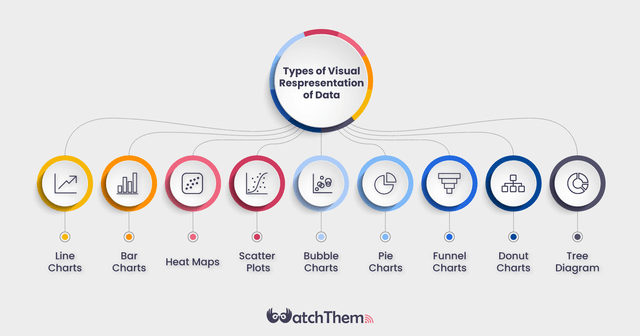 Types of Visual
Respresentation
of Data
Line
Charts
Bar
Charts
Heat Maps
Scatter
Plots
Bubble
Charts
Pie
Charts
Funnel
Charts
Donut
Charts
Tree
Diagram
WatchThem